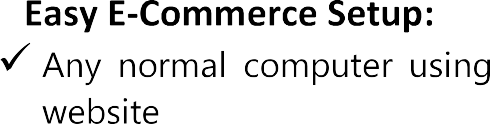 Easy E-Commerce Setup:
✓ Any normal computer using
website